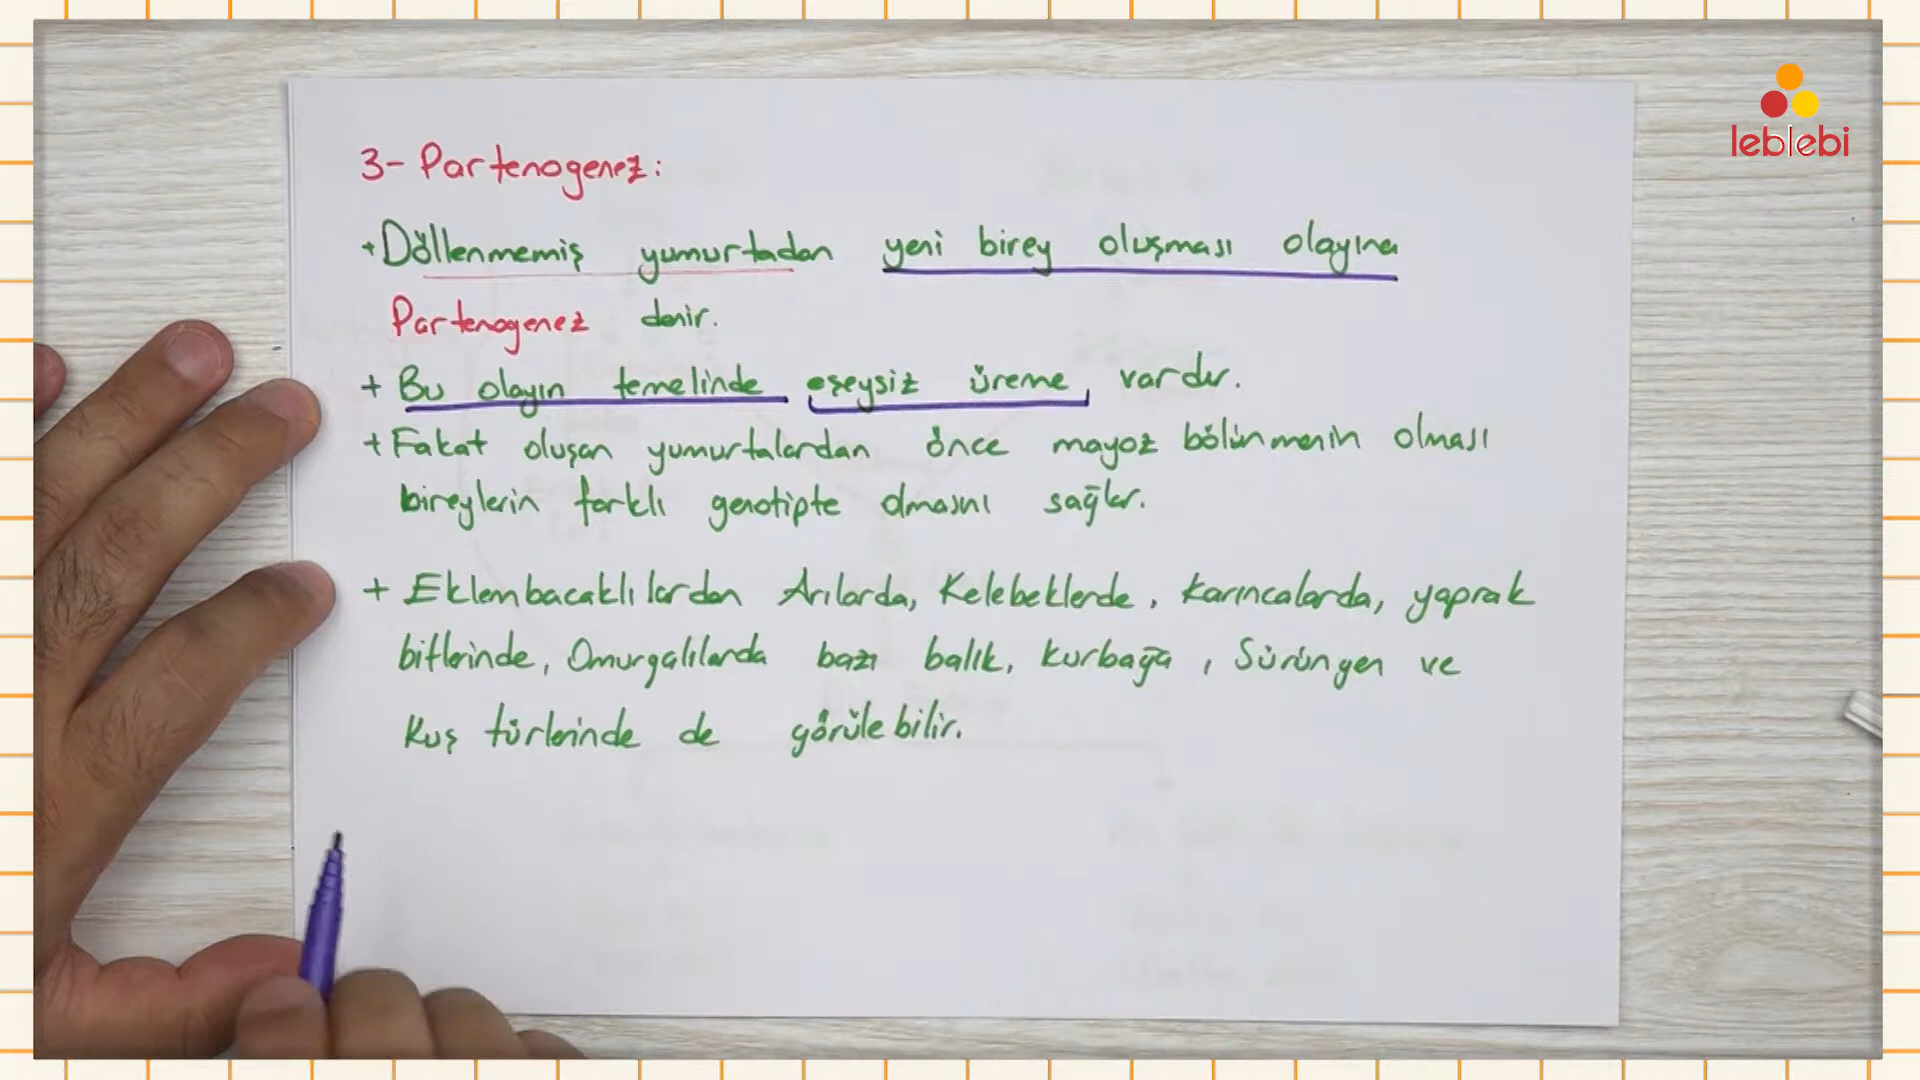 leblebi
3- Partenogenez:
+ Döllenmemiş yumurtadan yeni birey oluşması olayına
Partenogenez denir.
+ Bu olayın temelinde eşeysiz üreme vardır.
+ Fakat oluşan yumurtalardan önce mayoz bölünmenin olması
bireylerin farklı genotipte olmasını sağlar.
+ Eklembacaklılardan Arılarda, Kelebeklerde, Karıncalarda, yaprak
bitlerinde, Omurgalılarda bazı balık, kurbağa, Sürüngen ve
Kuş türlerinde de görülebilir.